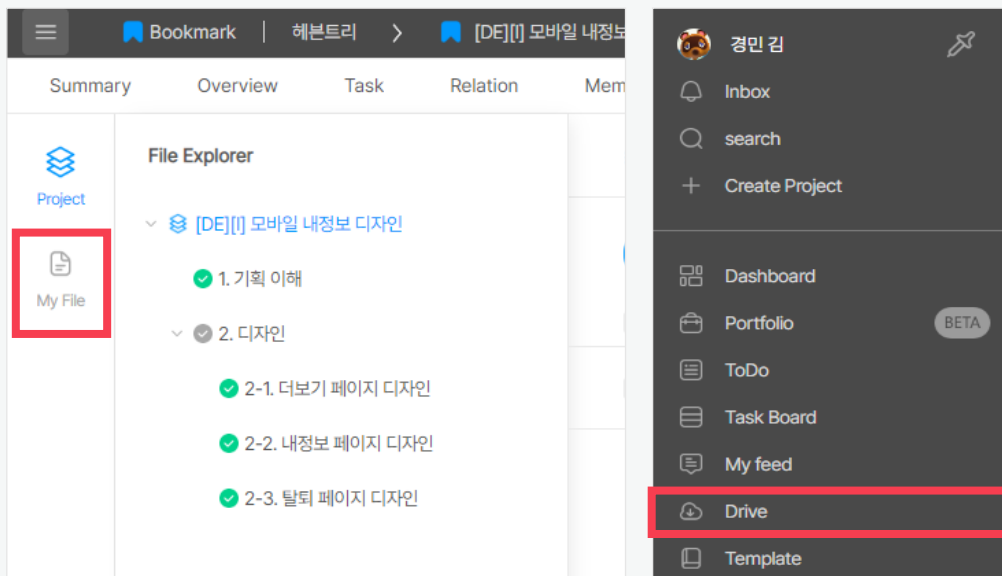 Bookmark | 헤븐트리 > [DE][I] 모바일 내정보
Summary Overview Task Relation Mem
File Explorer
Project
[DE][I] 모바일 내정보 디자인
1. 기획 이해
My File
2. 디자인
2-1. 더보기 페이지 디자인
2-2. 내정보 페이지 디자인
2-3. 탈퇴 페이지 디자인
경민 김
Inbox
search
Create Project
Dashboard
Portfolio BETA
ToDo
Task Board
My feed
Drive
Template